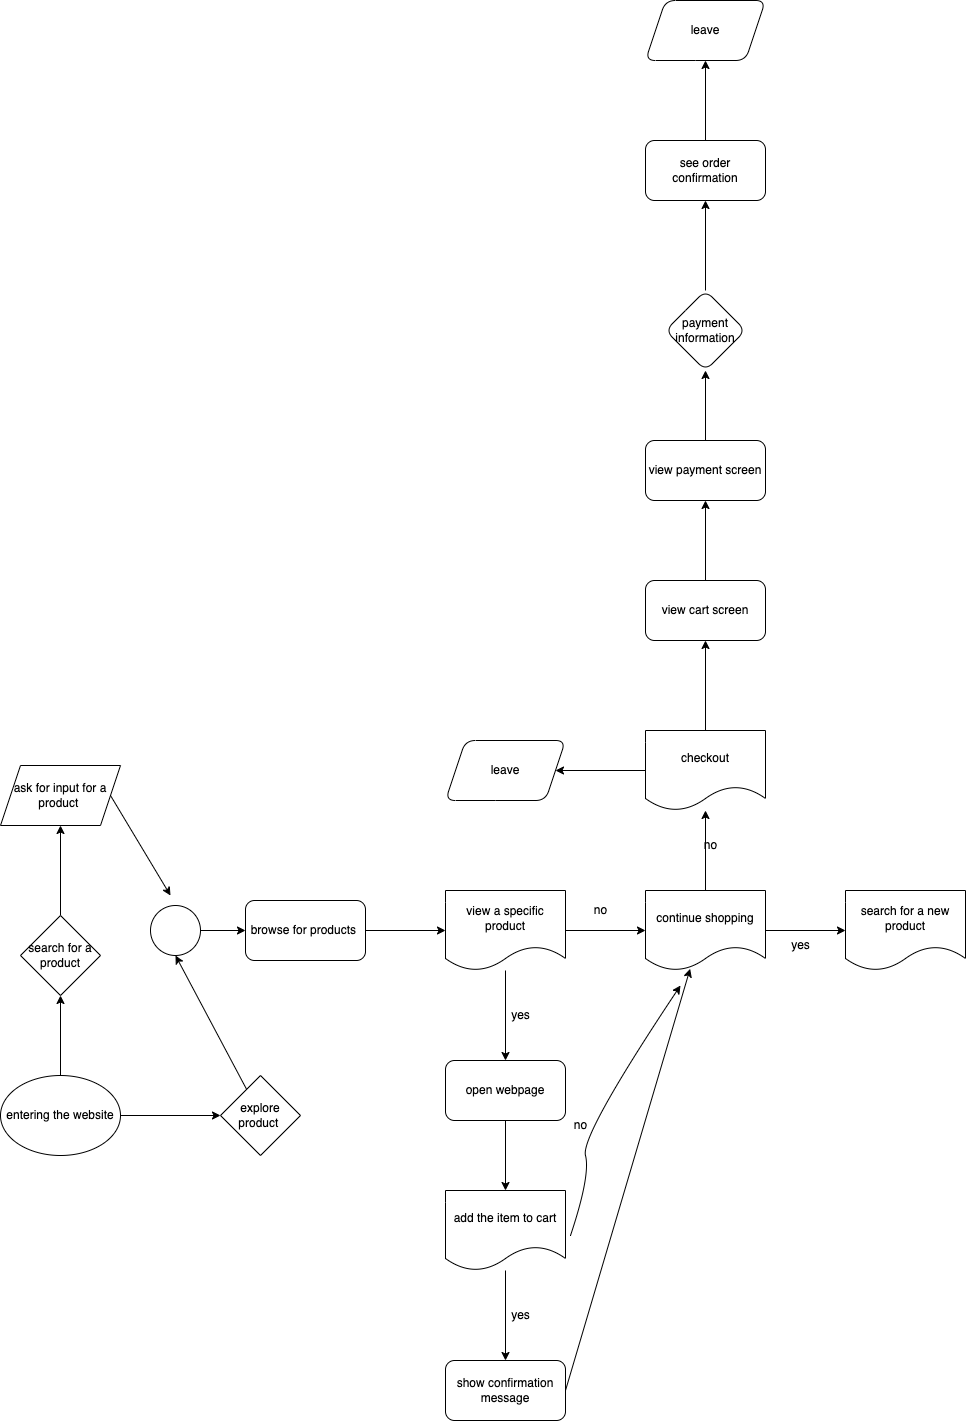 leave
see order
confirmation
payment
information
view payment screen
view cart screen
checkout
leave
ask for input for a
product
no
search for a
product
browse for products
view a specific
product
no
continue shopping
yes
search for a new
product
yes
open webpage
entering the website
explore
product
no
add the item to cart
yes
show confirmation
message